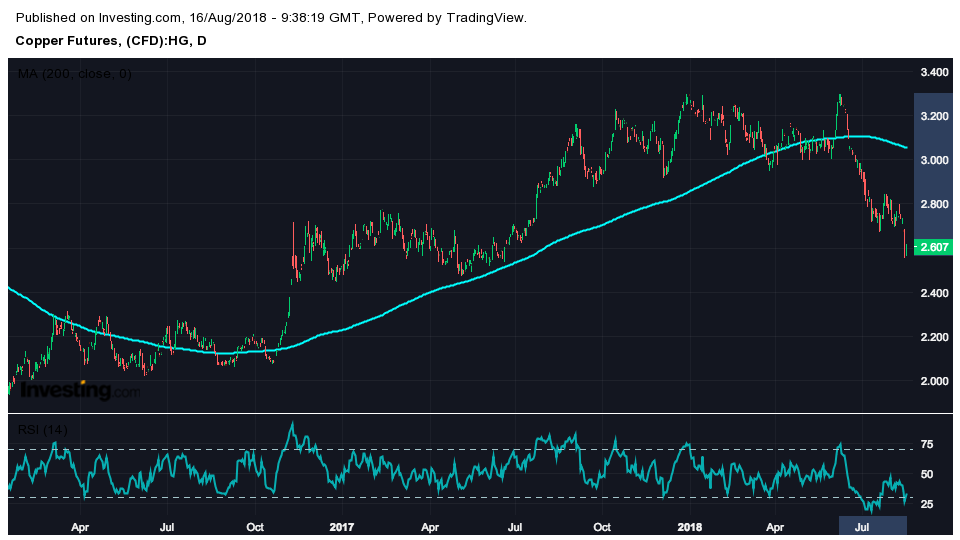 Published on Investing.com, 16/Aug/2018 - 9:38:19 GMT, Powered by TradingView.
Copper Futures, (CFD):HG, D
MA (200, close, 0)
3.400
3.200
3.000
2.800
2.607
2.400
2.200
2.000
Investing.com
RSI (14)
75
50
25
Apr Jul Oct 2017 Apr Jul Oct 2018 Apr Jul